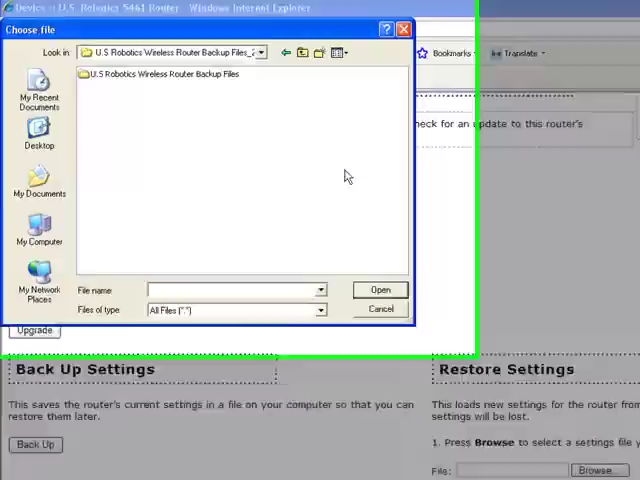 Device :: U.S. Robotics 5461 Router - Windows Internet Explorer
Choose file
Look in:
U.S Robotics Wireless Router Backup Files_
Bookmarks
Translate
U.S Robotics Wireless Router Backup Files
My Recent
Documents
Desktop
My Documents
My Computer
My Network
Places
File name:
Open
Files of type:
All Files (*.*)
Cancel
heck for an update to this router's
Upgrade
Back Up Settings
Restore Settings
This saves the router's current settings in a file on your computer so that you can
restore them later.
This loads new settings for the router from
settings will be lost.
Back Up
1. Press Browse to select a settings file y
File:
Browse...